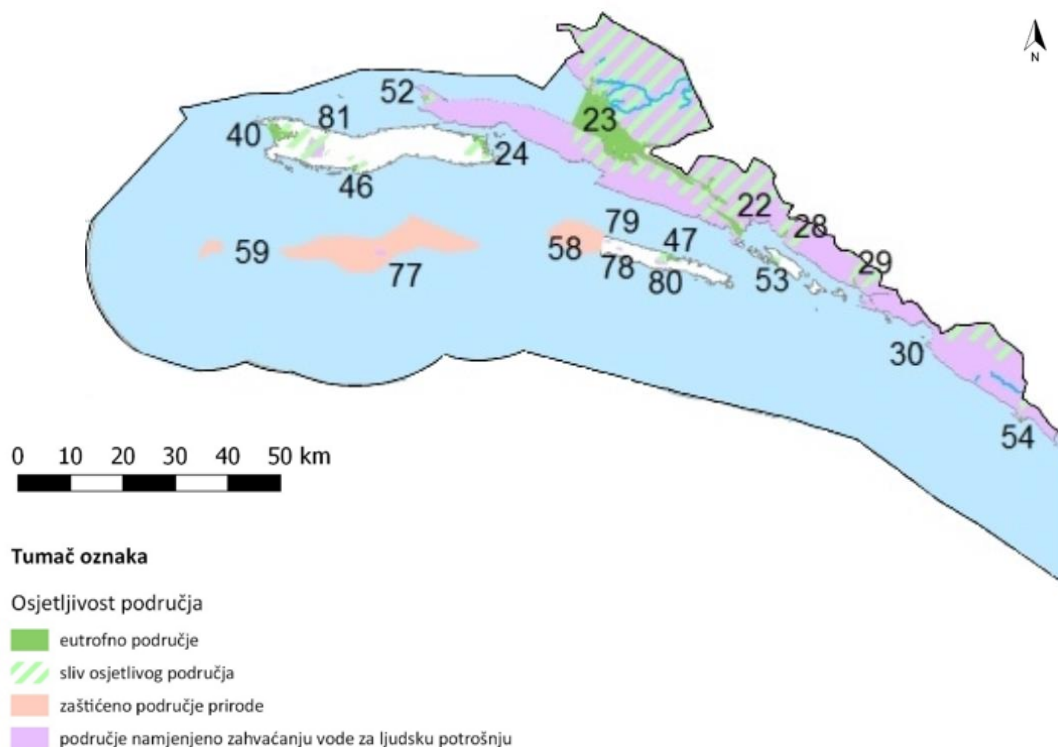 N
52
81
40
23
24
46
22
79
28
47
59
58
29
77
78
53
80
30
54
0 10 20 30 40 50 km
Tumač oznaka
Osjetljivost područja
eutrofno područje
sliv osjetlivog područja
zaštićeno područje prirode
područje namjenjeno zahvaćanju vode za ljudsku potrošnju